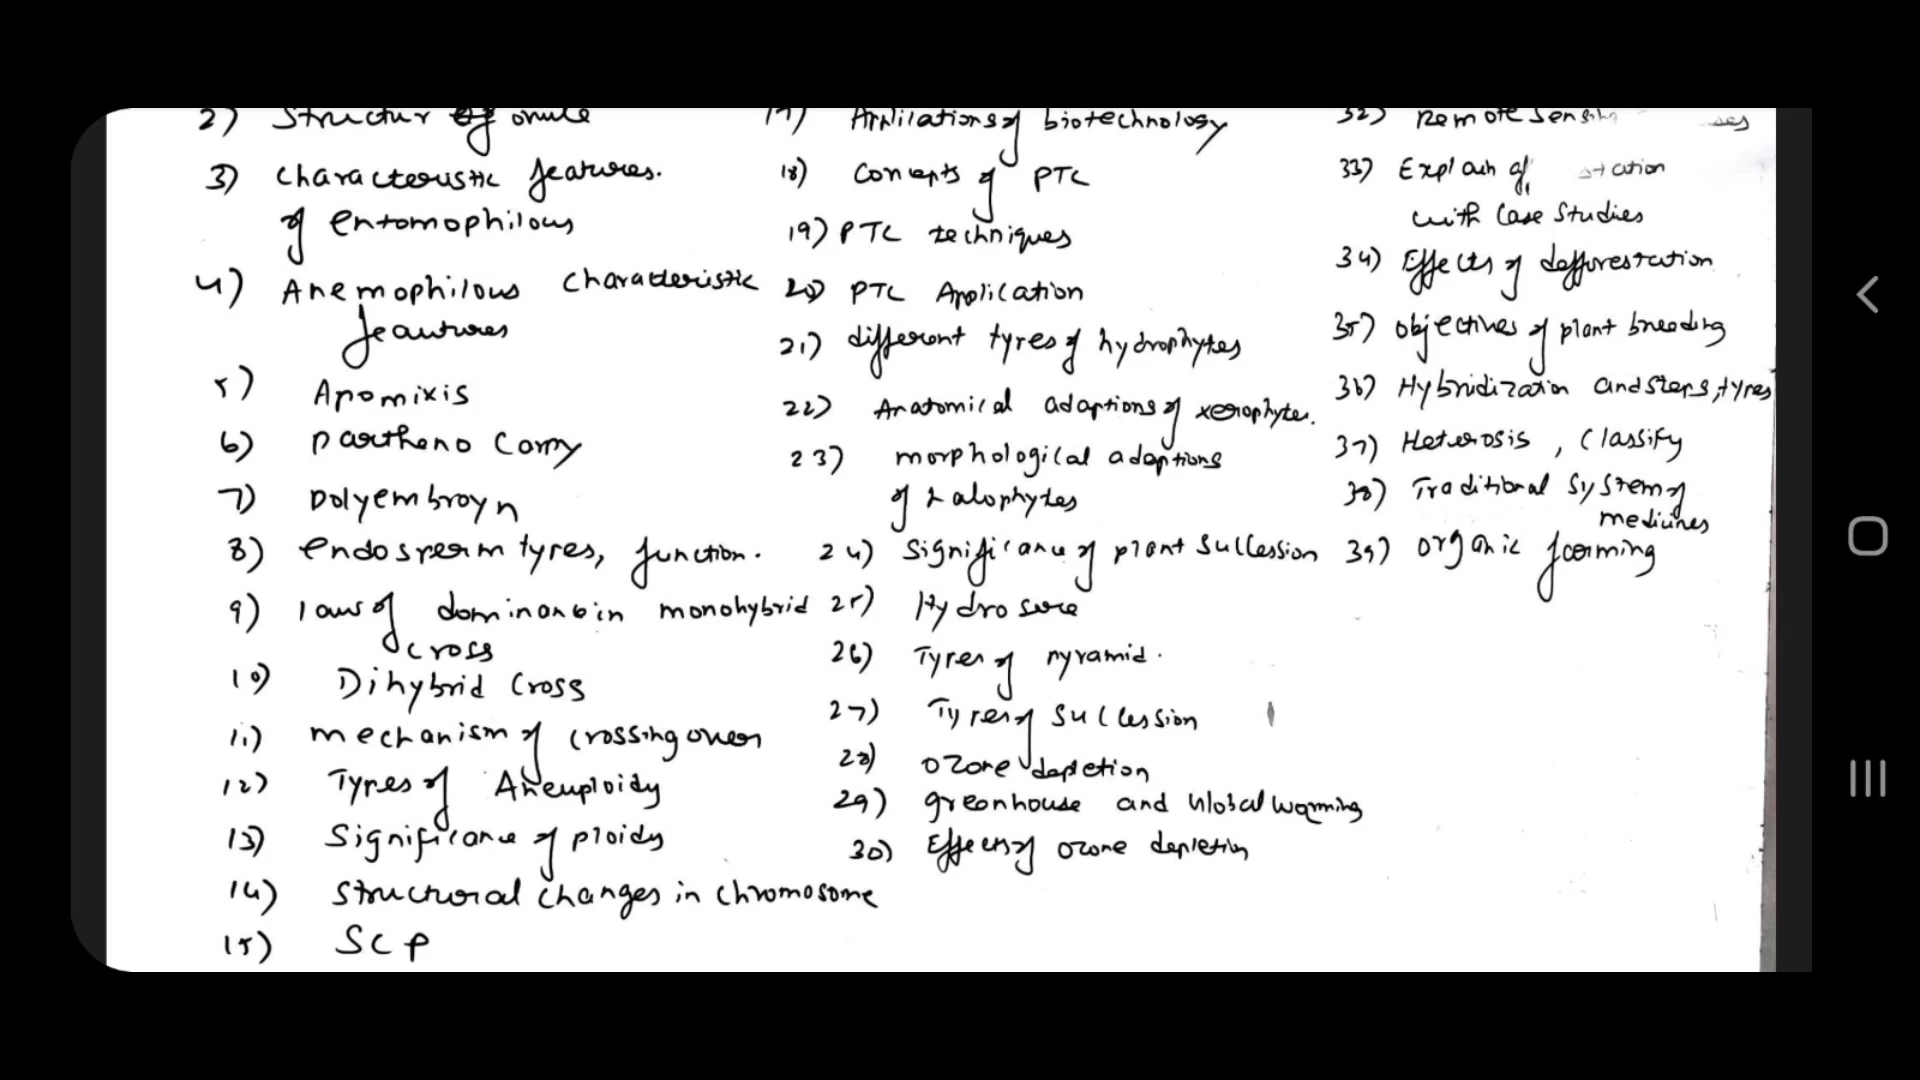 2) Structur of ovule
3) characteristic features.
of entomophilous
4) Anemophilous characteristic
feautures
5) Apomixis
6) partheno Carpy
7) polyembroyn
8) endosperm types, function.
9) laws of dominance in monohybrid
cross
10) Dihybrid Cross
11) mechanism of crossing over
12) Types of Aneuploidy
13) Significance of ploidy
14) Structural changes in chromosome
15) SCP
17) Applications of biotechnology
18) Concepts of PTC
19) PTC techniques
20) PTC Application
21) different types of hydrophytes
22) Anatomical adaptions of xerophytes.
23) morphological adaptions
of halophytes
24) Significance of plant Succession
25) Hydrosere
26) Types of pyramid.
27) Types of Succession
28) Ozone depletion
29) greenhouse and Global warming
30) Effects of ozone depletion
32) Remote Sensing
33) Explain
with Case Studies
34) Effects of defforestation
35) objectives of plant breeding
36) Hybridization and steps, types
37) Heterosis, Classify
38) Traditional System of
medicines
39) organic farming